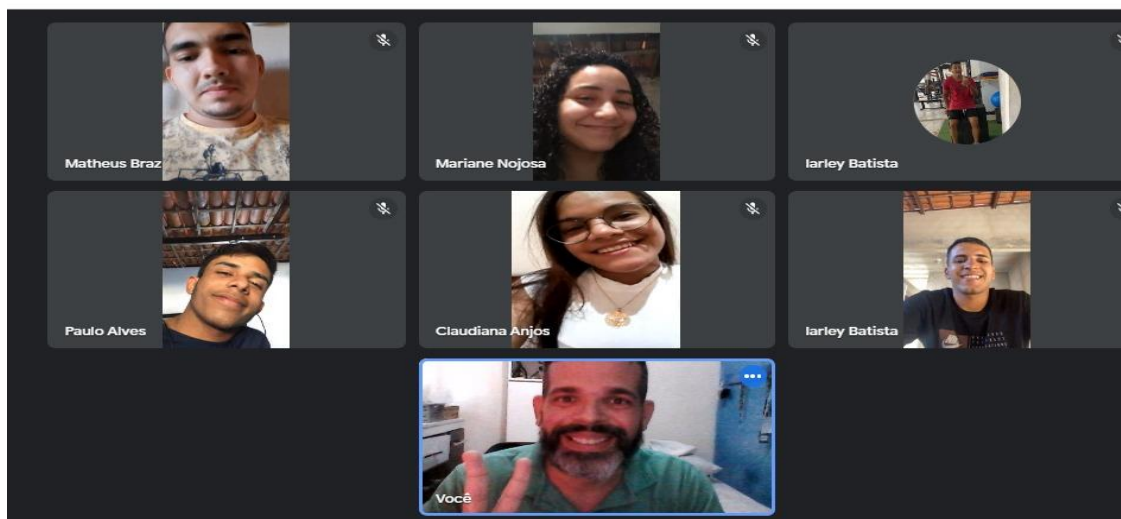 Matheus Braz
Mariane Nojosa
Iarley Batista
Paulo Alves
Claudiana Anjos
Iarley Batista
Você